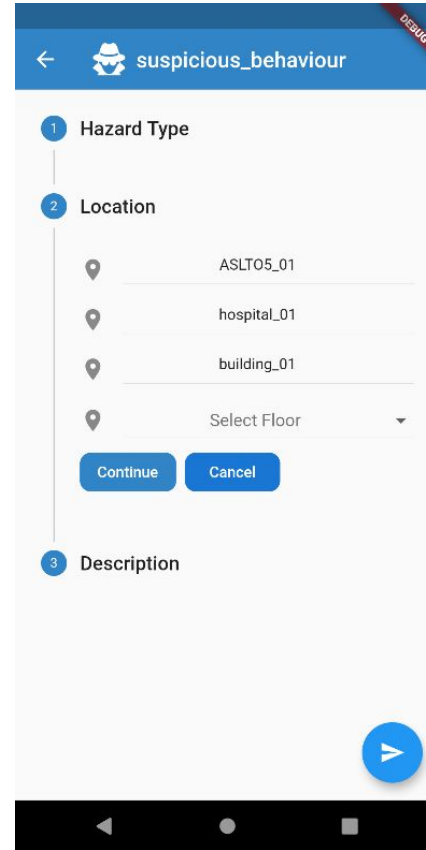 DEBUG
suspicious_behaviour
1 Hazard Type
2 Location
ASLTO5_01
hospital_01
building_01
Select Floor
Continue Cancel
3 Description